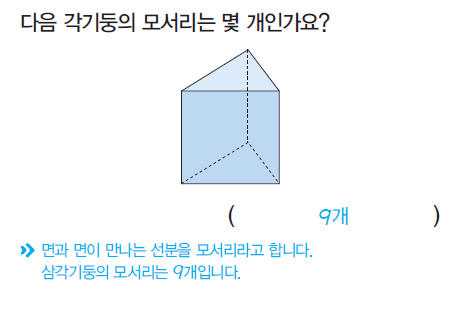 다음 각기둥의 모서리는 몇 개인가요?
( 9개 )
≫ 면과 면이 만나는 선분을 모서리라고 합니다.
삼각기둥의 모서리는 9개입니다.